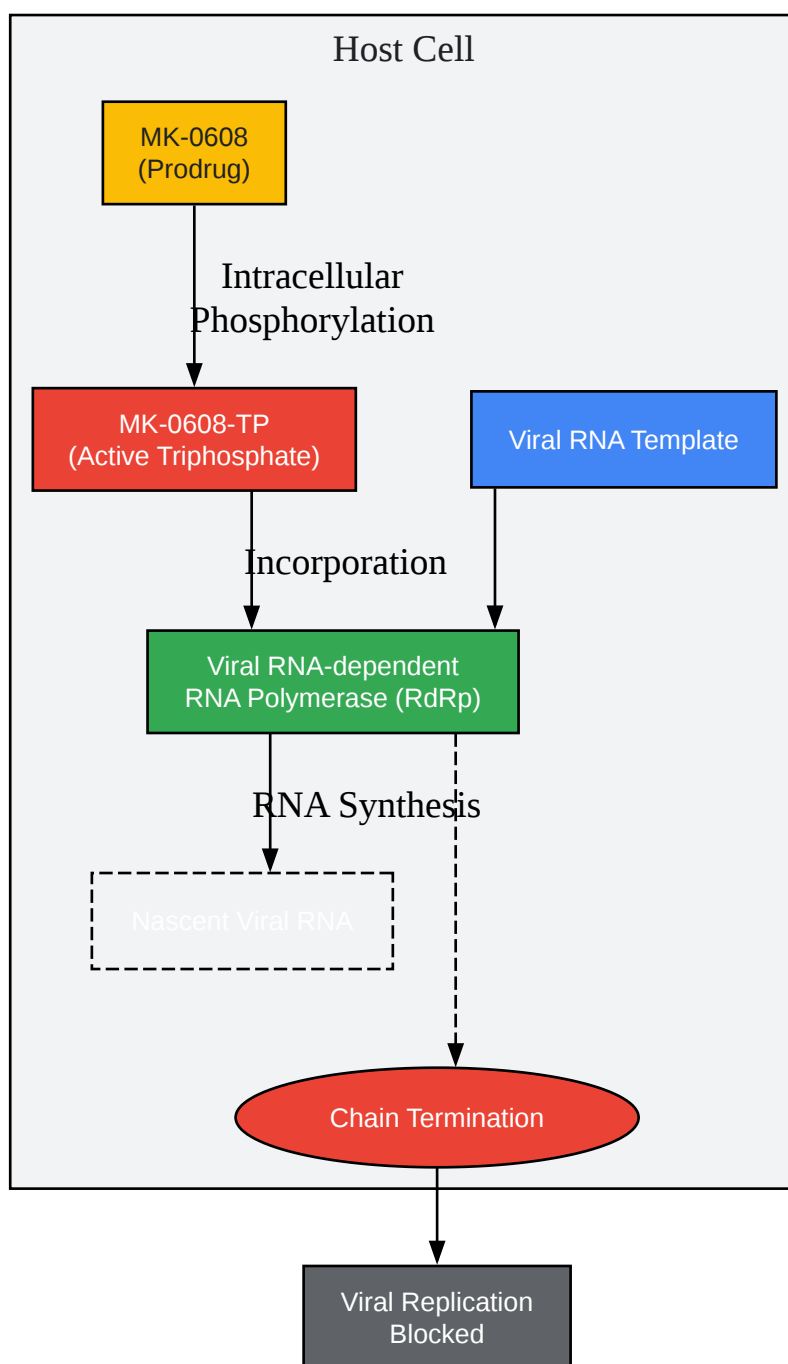 Host Cell
MK-0608
(Prodrug)
Intracellular
Phosphorylation
MK-0608-TP
(Active Triphosphate)
Viral RNA Template
Incorporation
Viral RNA-dependent
RNA Polymerase (RdRp)
RNA Synthesis
Nascent Viral RNA
Chain Termination
Viral Replication
Blocked